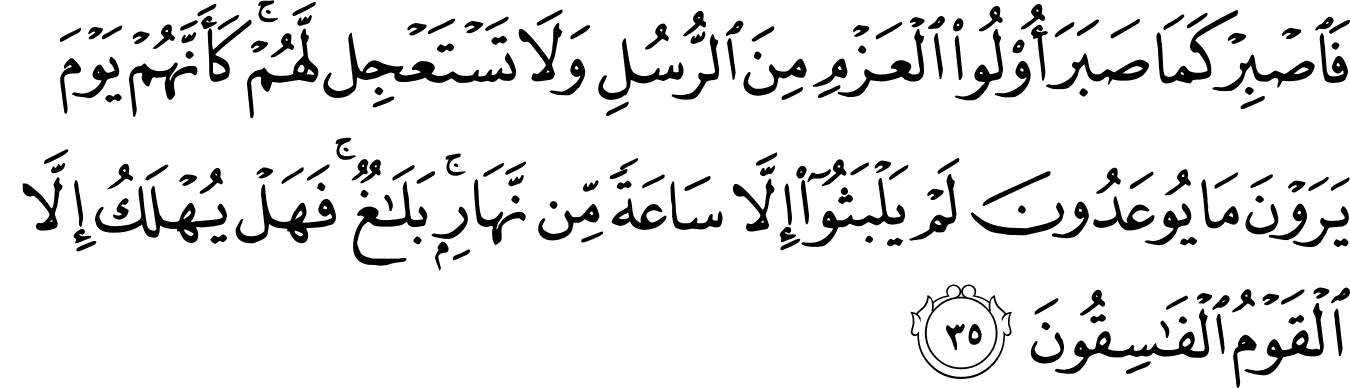 فَٱصۡبِرۡ كَمَا صَبَرَ أُوْلُواْ ٱلۡعَزۡمِ مِنَ ٱلرُّسُلِ وَلَا تَسۡتَعۡجِل لَّهُمۡۚ كَأَنَّهُمۡ يَوۡمَ
يَرَوۡنَ مَا يُوعَدُونَ لَمۡ يَلۡبَثُوٓاْ إِلَّا سَاعَةٗ مِّن نَّهَارِۭۚ بَلَٰغٞۚ فَهَلۡ يُهۡلَكُ إِلَّا
ٱلۡقَوۡمُ ٱلۡفَٰسِقُونَ ٣٥